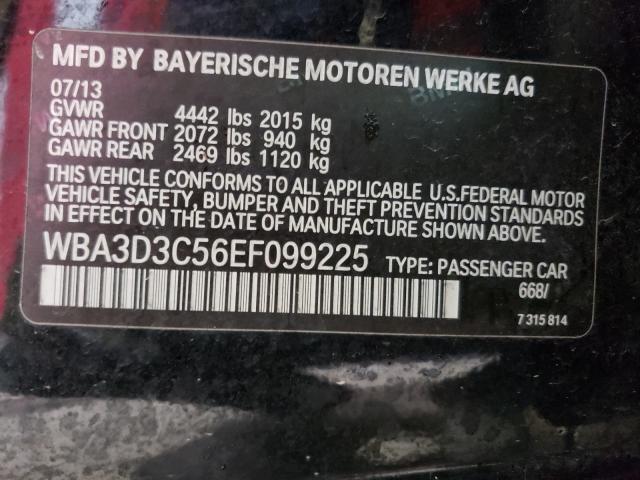 MFD BY BAYERISCHE MOTOREN WERKE AG
07/13
GVWR 4442 lbs 2015 kg
GAWR FRONT 2072 lbs 940 kg
GAWR REAR 2469 lbs 1120 kg
THIS VEHICLE CONFORMS TO ALL APPLICABLE U.S.FEDERAL MOTOR
VEHICLE SAFETY, BUMPER AND THEFT PREVENTION STANDARDS
IN EFFECT ON THE DATE OF MANUFACTURE SHOWN ABOVE.
WBA3D3C56EF099225 TYPE: PASSENGER CAR
668/
7 315 814